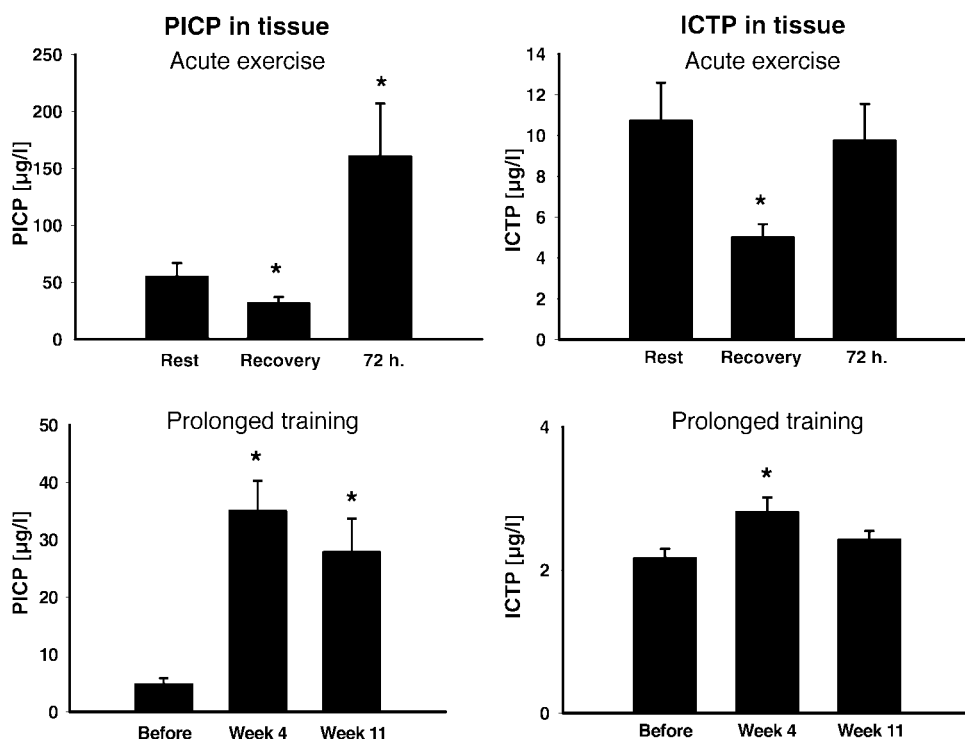 PICP in tissue
Acute exercise
250
200
150
100
50
0
PICP [µg/l]
*
*
Rest Recovery 72 h.
ICTP in tissue
Acute exercise
14
12
10
8
6
4
2
0
ICTP [µg/l]
*
Rest Recovery 72 h.
Prolonged training
50
40
30
20
10
0
PICP [µg/l]
*
*
Before Week 4 Week 11
Prolonged training
4
2
0
ICTP [µg/l]
*
Before Week 4 Week 11